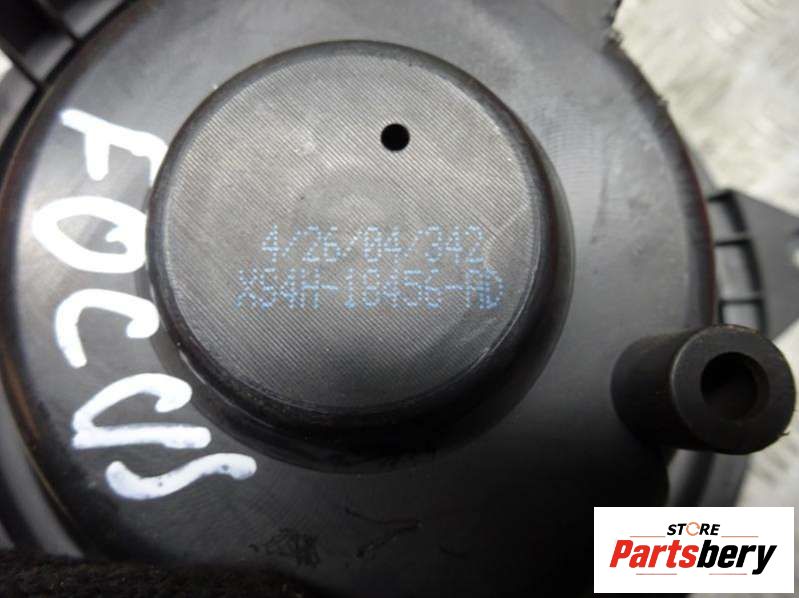 FOCUS
4/26/04/342
XS4H-18456-AD
STORE
Partsbery